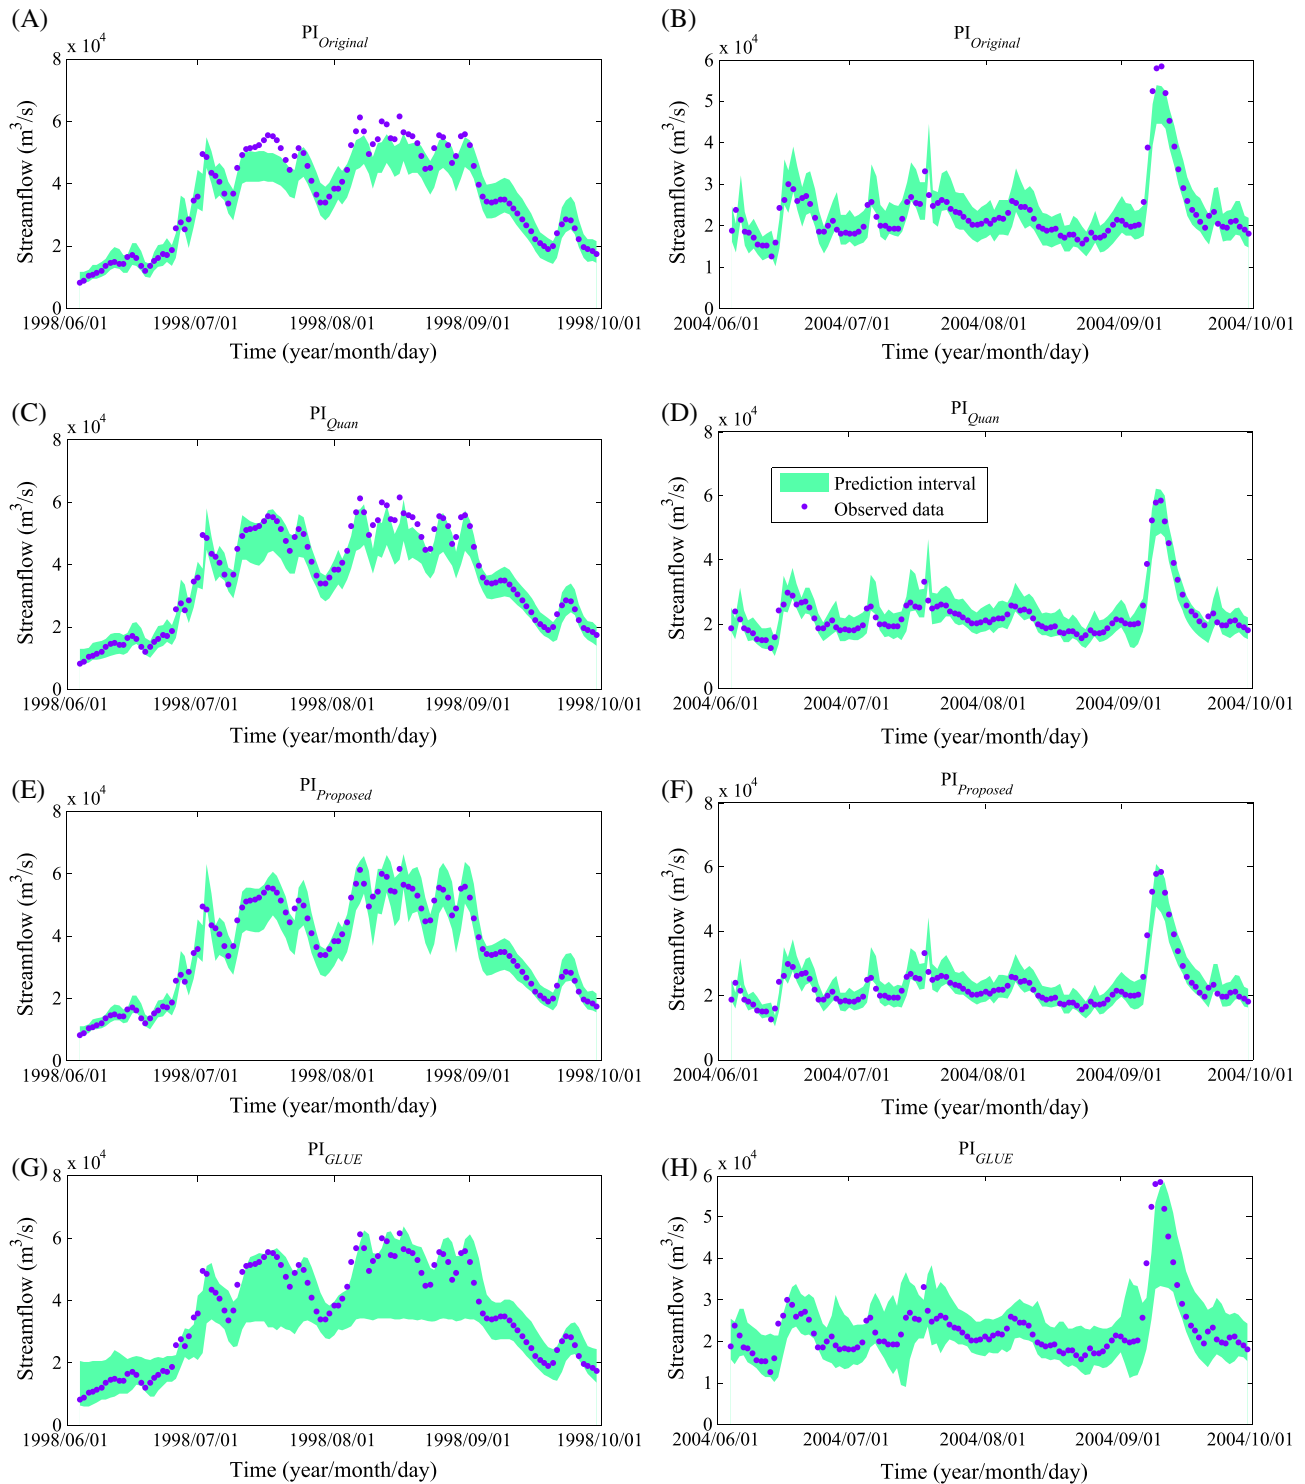 (A)
PI_Original
x 10^4
8
6
4
2
0
Streamflow (m^3/s)
1998/06/01 1998/07/01 1998/08/01 1998/09/01 1998/10/01
Time (year/month/day)
(B)
PI_Original
x 10^4
6
5
4
3
2
1
0
Streamflow (m^3/s)
2004/06/01 2004/07/01 2004/08/01 2004/09/01 2004/10/01
Time (year/month/day)
(C)
PI_Quan
x 10^4
8
6
4
2
0
Streamflow (m^3/s)
1998/06/01 1998/07/01 1998/08/01 1998/09/01 1998/10/01
Time (year/month/day)
(D)
PI_Quan
x 10^4
8
6
4
2
0
Streamflow (m^3/s)
Prediction interval
Observed data
2004/06/01 2004/07/01 2004/08/01 2004/09/01 2004/10/01
Time (year/month/day)
(E)
PI_Proposed
x 10^4
8
6
4
2
0
Streamflow (m^3/s)
1998/06/01 1998/07/01 1998/08/01 1998/09/01 1998/10/01
Time (year/month/day)
(F)
PI_Proposed
x 10^4
8
6
4
2
0
Streamflow (m^3/s)
2004/06/01 2004/07/01 2004/08/01 2004/09/01 2004/10/01
Time (year/month/day)
(G)
PI_GLUE
x 10^4
8
6
4
2
0
Streamflow (m^3/s)
1998/06/01 1998/07/01 1998/08/01 1998/09/01 1998/10/01
Time (year/month/day)
(H)
PI_GLUE
x 10^4
6
5
4
3
2
1
0
Streamflow (m^3/s)
2004/06/01 2004/07/01 2004/08/01 2004/09/01 2004/10/01
Time (year/month/day)